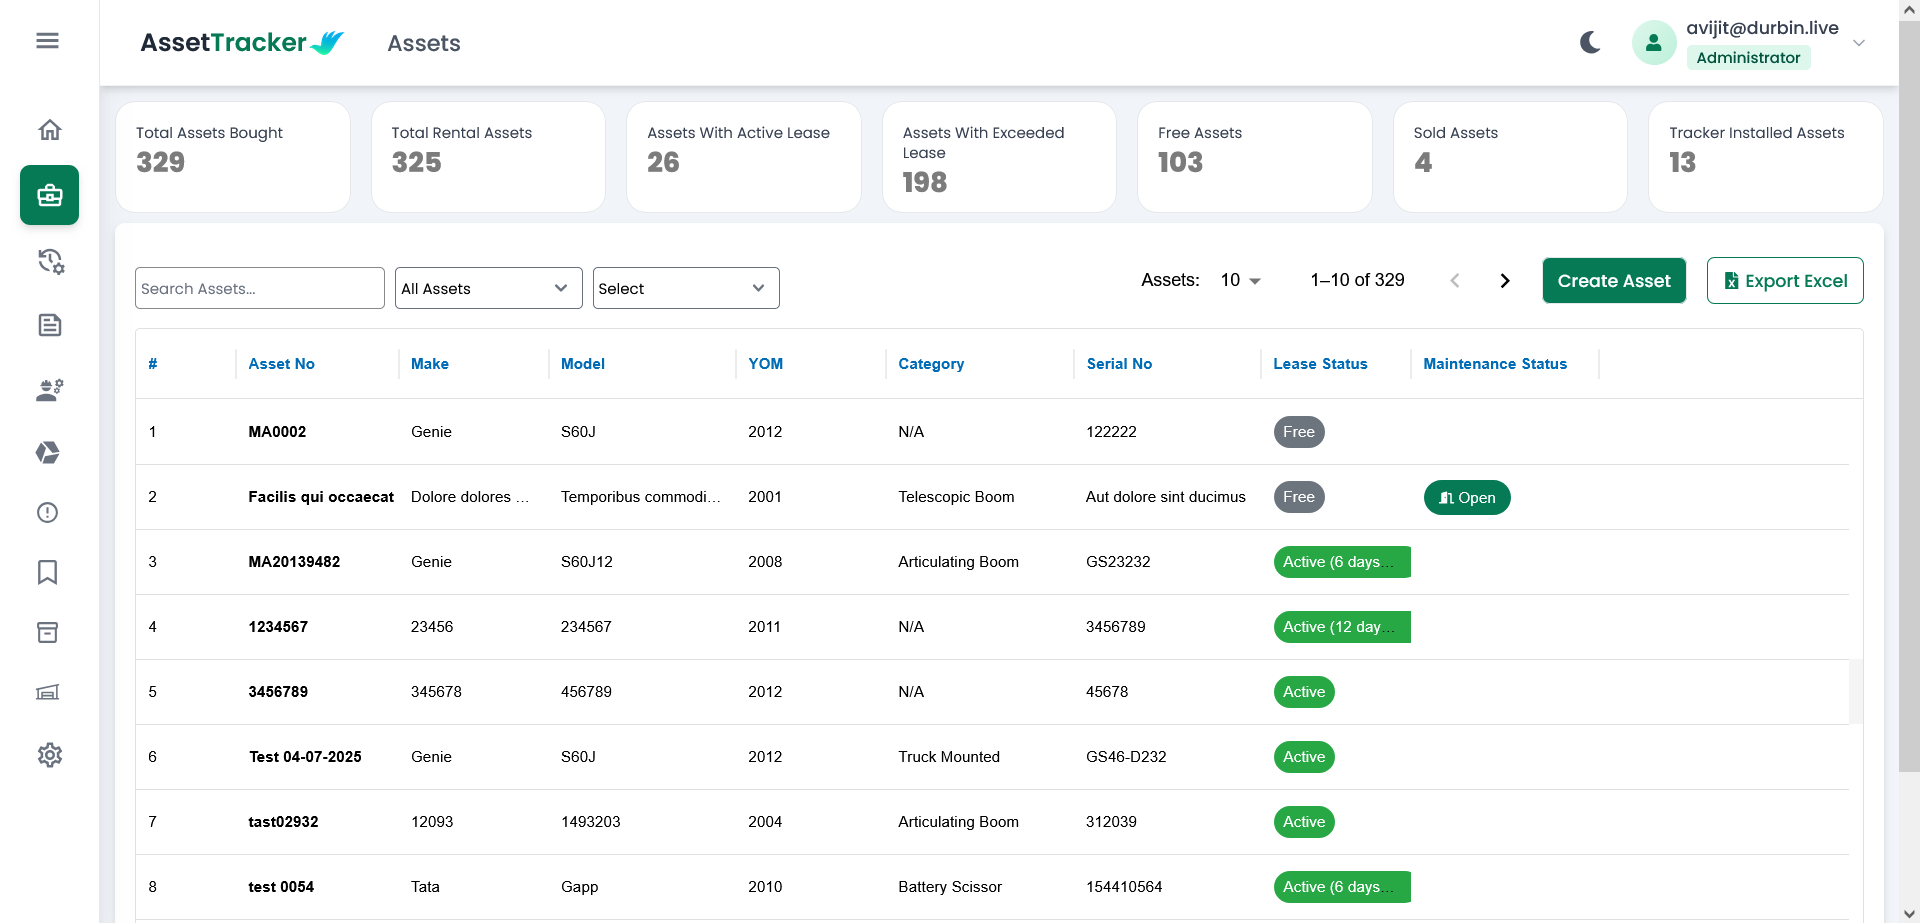 AssetTracker
Assets
avijit@durbin.live
Administrator
Total Assets Bought
329
Total Rental Assets
325
Assets With Active Lease
26
Assets With Exceeded
Lease
198
Free Assets
103
Sold Assets
4
Tracker Installed Assets
13
Search Assets...
All Assets
Select
Assets: 10 1–10 of 329
Create Asset
Export Excel
# Asset No Make Model YOM Category Serial No Lease Status Maintenance Status
1 MA0002 Genie S60J 2012 N/A 122222 Free
2 Facilis qui occaecat Dolore dolores ... Temporibus commodi... 2001 Telescopic Boom Aut dolore sint ducimus Free Open
3 MA20139482 Genie S60J12 2008 Articulating Boom GS23232 Active (6 days...
4 1234567 23456 234567 2011 N/A 3456789 Active (12 day...
5 3456789 345678 456789 2012 N/A 45678 Active
6 Test 04-07-2025 Genie S60J 2012 Truck Mounted GS46-D232 Active
7 tast02932 12093 1493203 2004 Articulating Boom 312039 Active
8 test 0054 Tata Gapp 2010 Battery Scissor 154410564 Active (6 days...